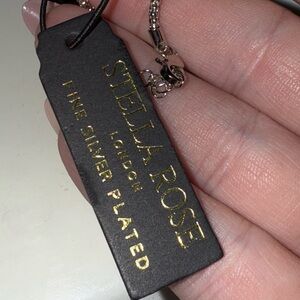 STELLA ROSE
LONDON
FINE SILVER PLATED